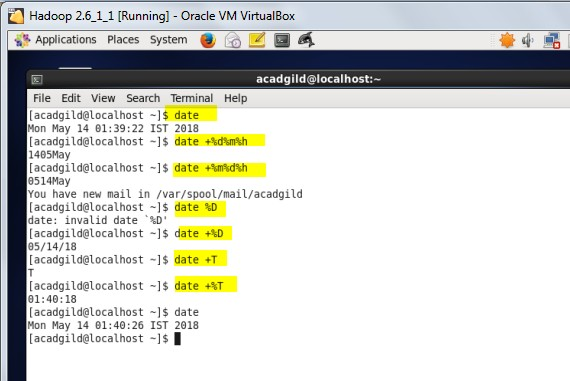 Hadoop 2.6_1_1 [Running] - Oracle VM VirtualBox
Applications Places System
acadgild@localhost:~
File Edit View Search Terminal Help
[acadgild@localhost ~]$ date
Mon May 14 01:39:22 IST 2018
[acadgild@localhost ~]$ date +%d%m%h
1405May
[acadgild@localhost ~]$ date +%m%d%h
0514May
You have new mail in /var/spool/mail/acadgild
[acadgild@localhost ~]$ date %D
date: invalid date `%D'
[acadgild@localhost ~]$ date +%D
05/14/18
[acadgild@localhost ~]$ date +T
T
[acadgild@localhost ~]$ date +%T
01:40:18
[acadgild@localhost ~]$ date
Mon May 14 01:40:26 IST 2018
[acadgild@localhost ~]$